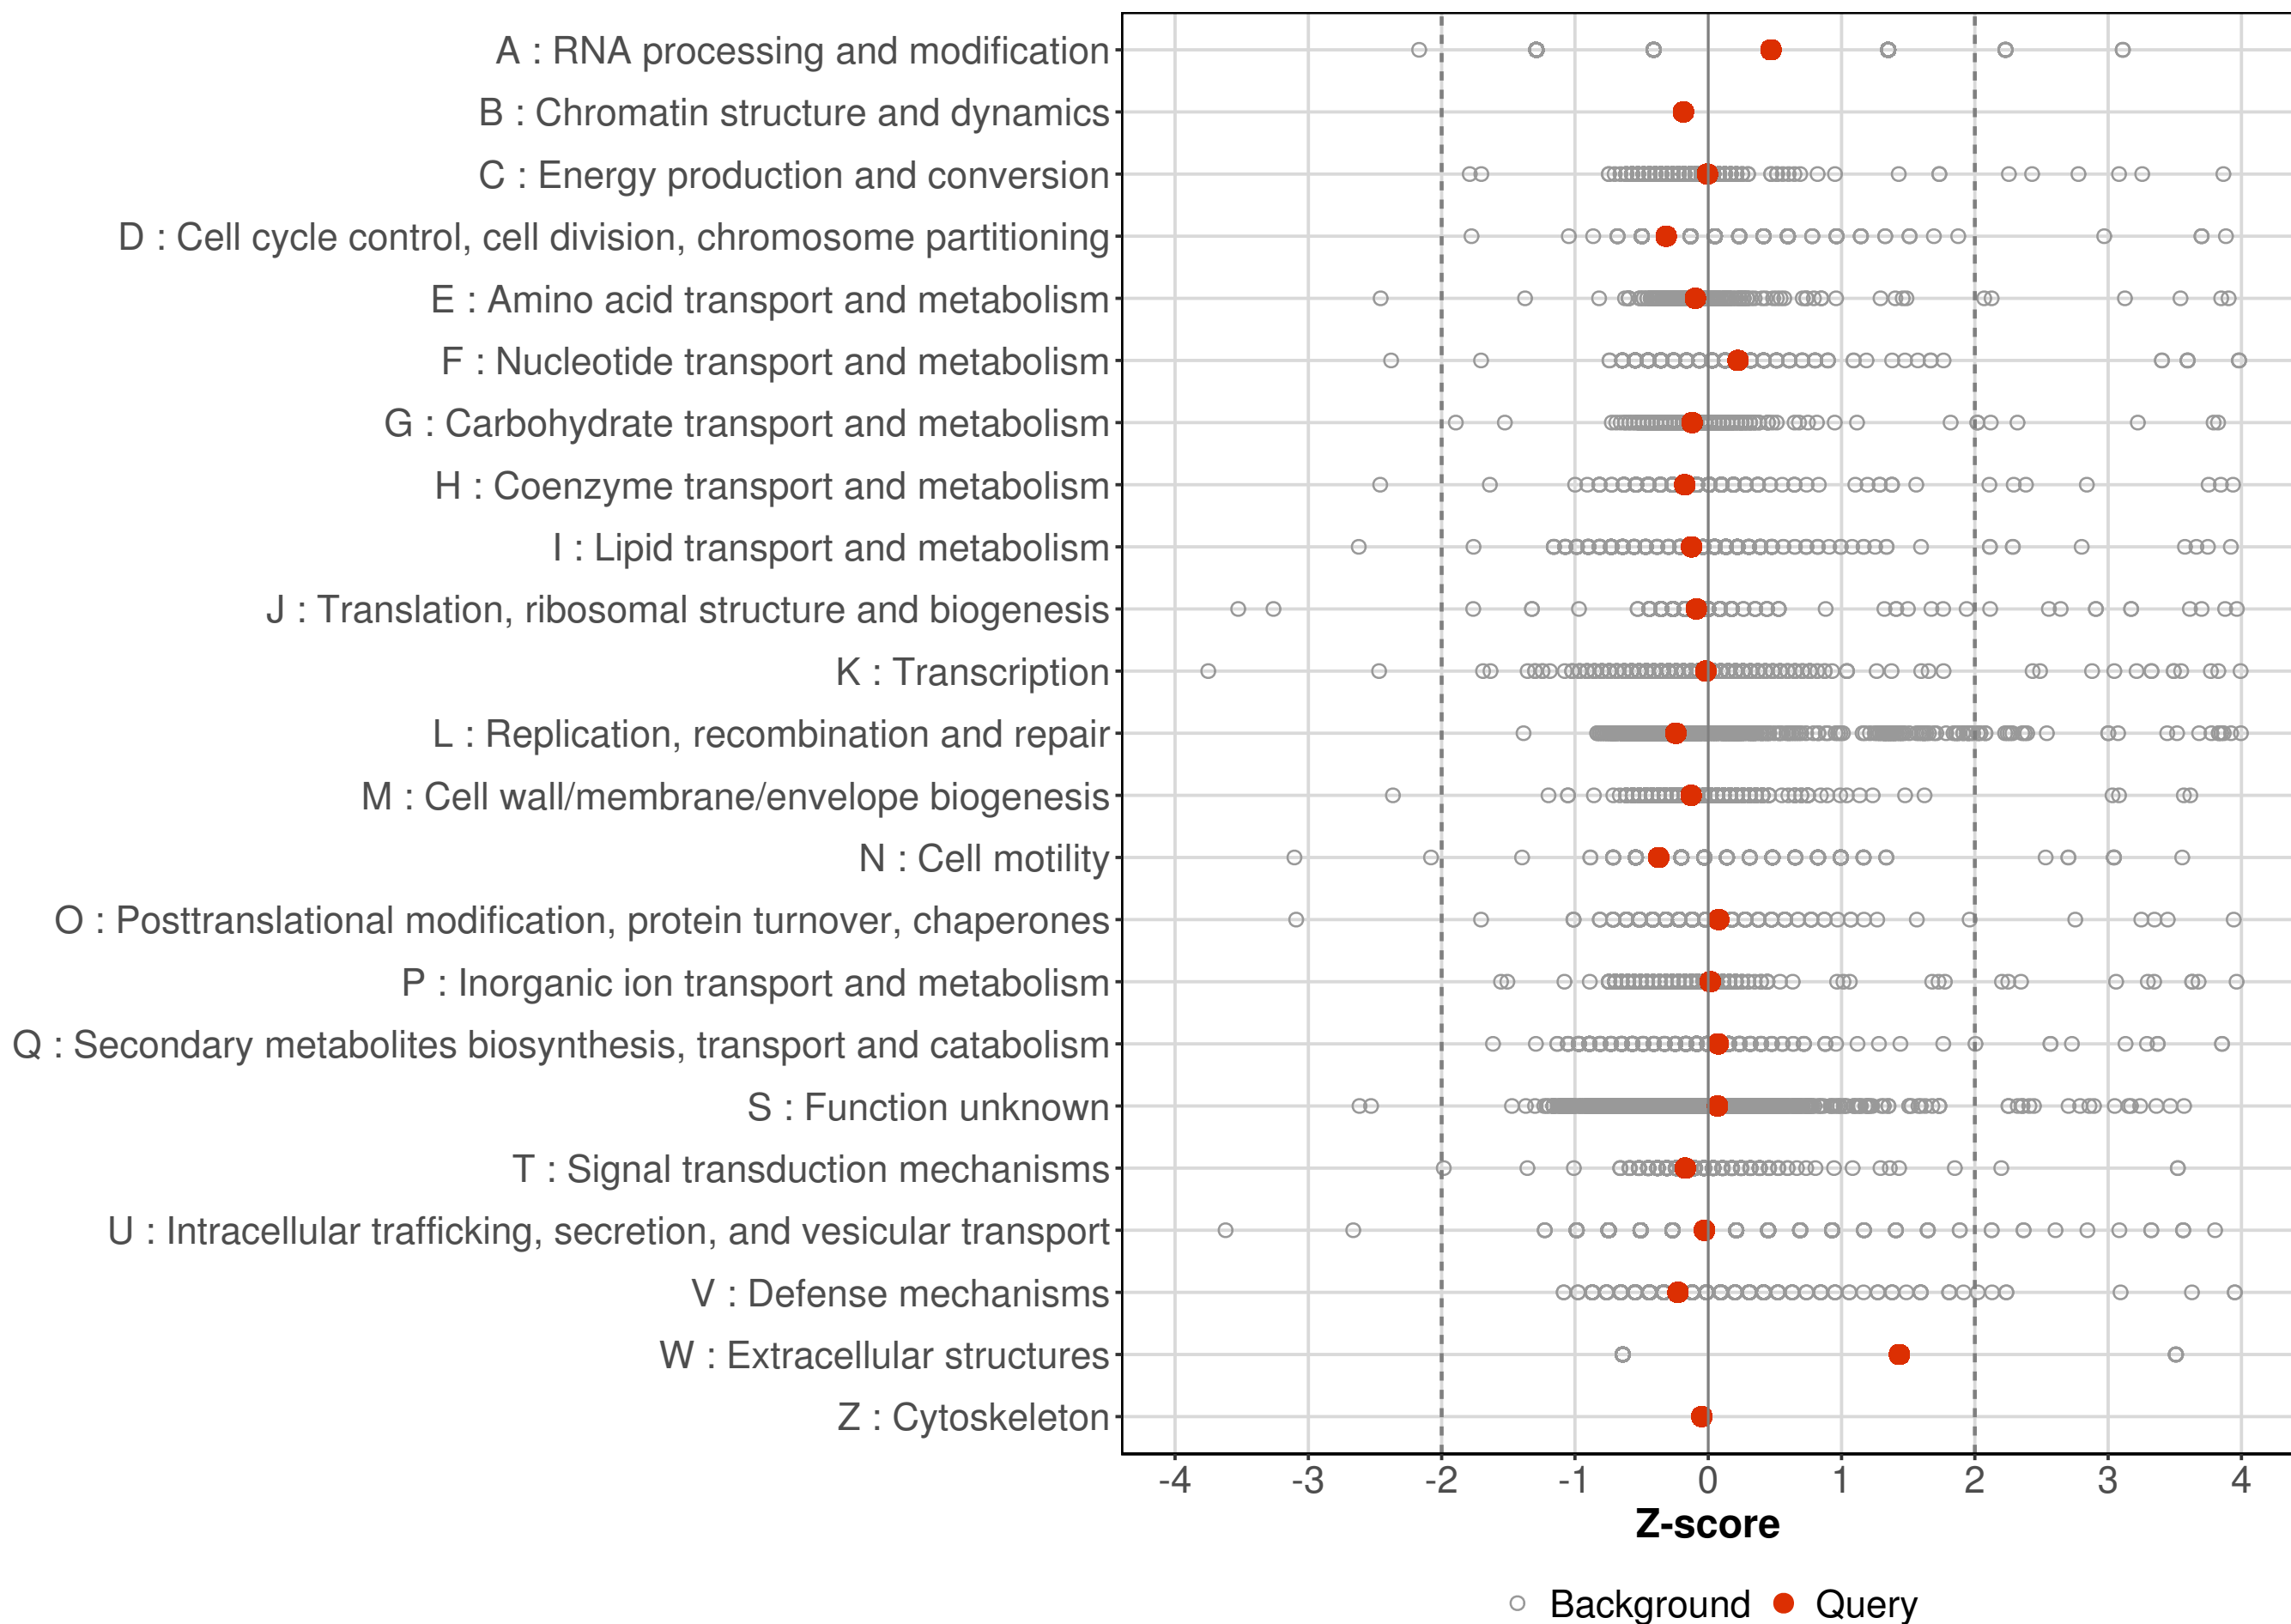 A : RNA processing and modification
B : Chromatin structure and dynamics
C : Energy production and conversion
D : Cell cycle control, cell division, chromosome partitioning
E : Amino acid transport and metabolism
F : Nucleotide transport and metabolism
G : Carbohydrate transport and metabolism
H : Coenzyme transport and metabolism
I : Lipid transport and metabolism
J : Translation, ribosomal structure and biogenesis
K : Transcription
L : Replication, recombination and repair
M : Cell wall/membrane/envelope biogenesis
N : Cell motility
O : Posttranslational modification, protein turnover, chaperones
P : Inorganic ion transport and metabolism
Q : Secondary metabolites biosynthesis, transport and catabolism
S : Function unknown
T : Signal transduction mechanisms
U : Intracellular trafficking, secretion, and vesicular transport
V : Defense mechanisms
W : Extracellular structures
Z : Cytoskeleton
-4 -3 -2 -1 0 1 2 3 4
Z-score
Background Query